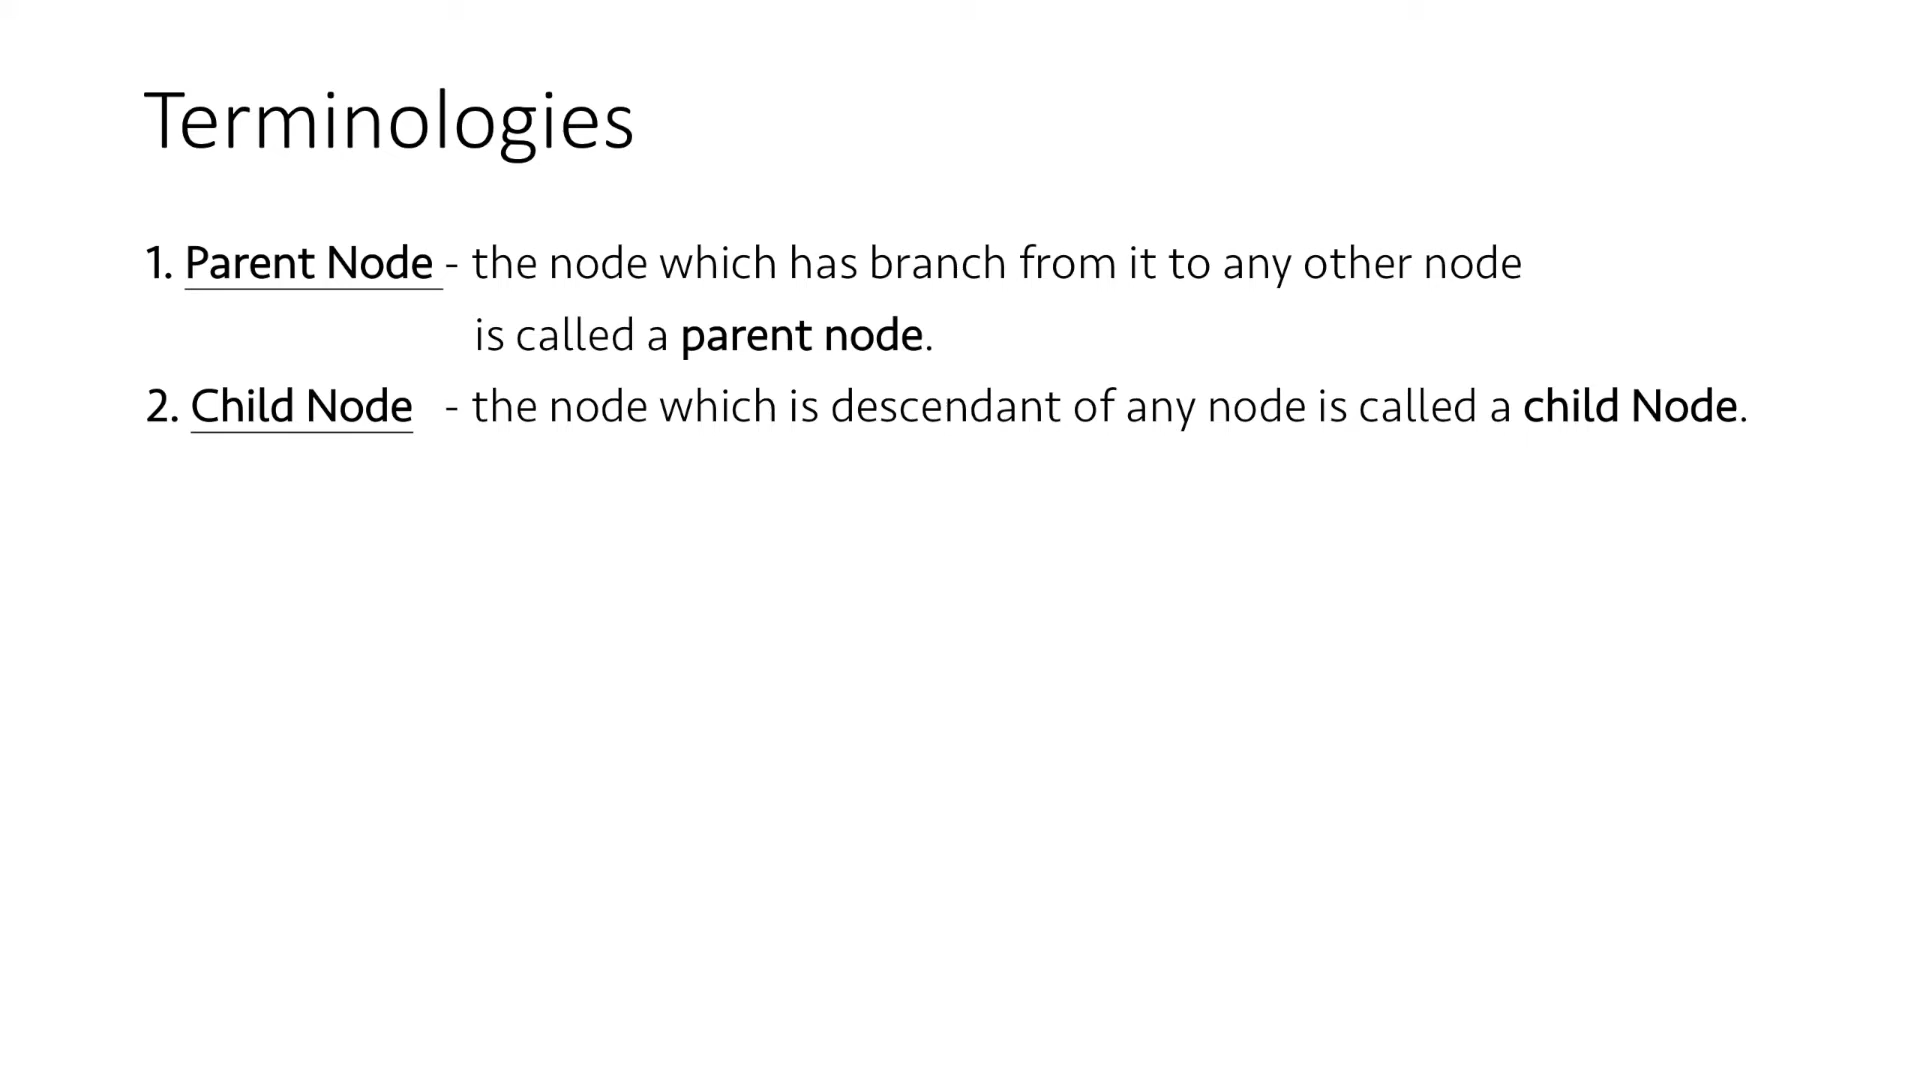 Terminologies
1. Parent Node - the node which has branch from it to any other node
is called a parent node.
2. Child Node - the node which is descendant of any node is called a child Node.